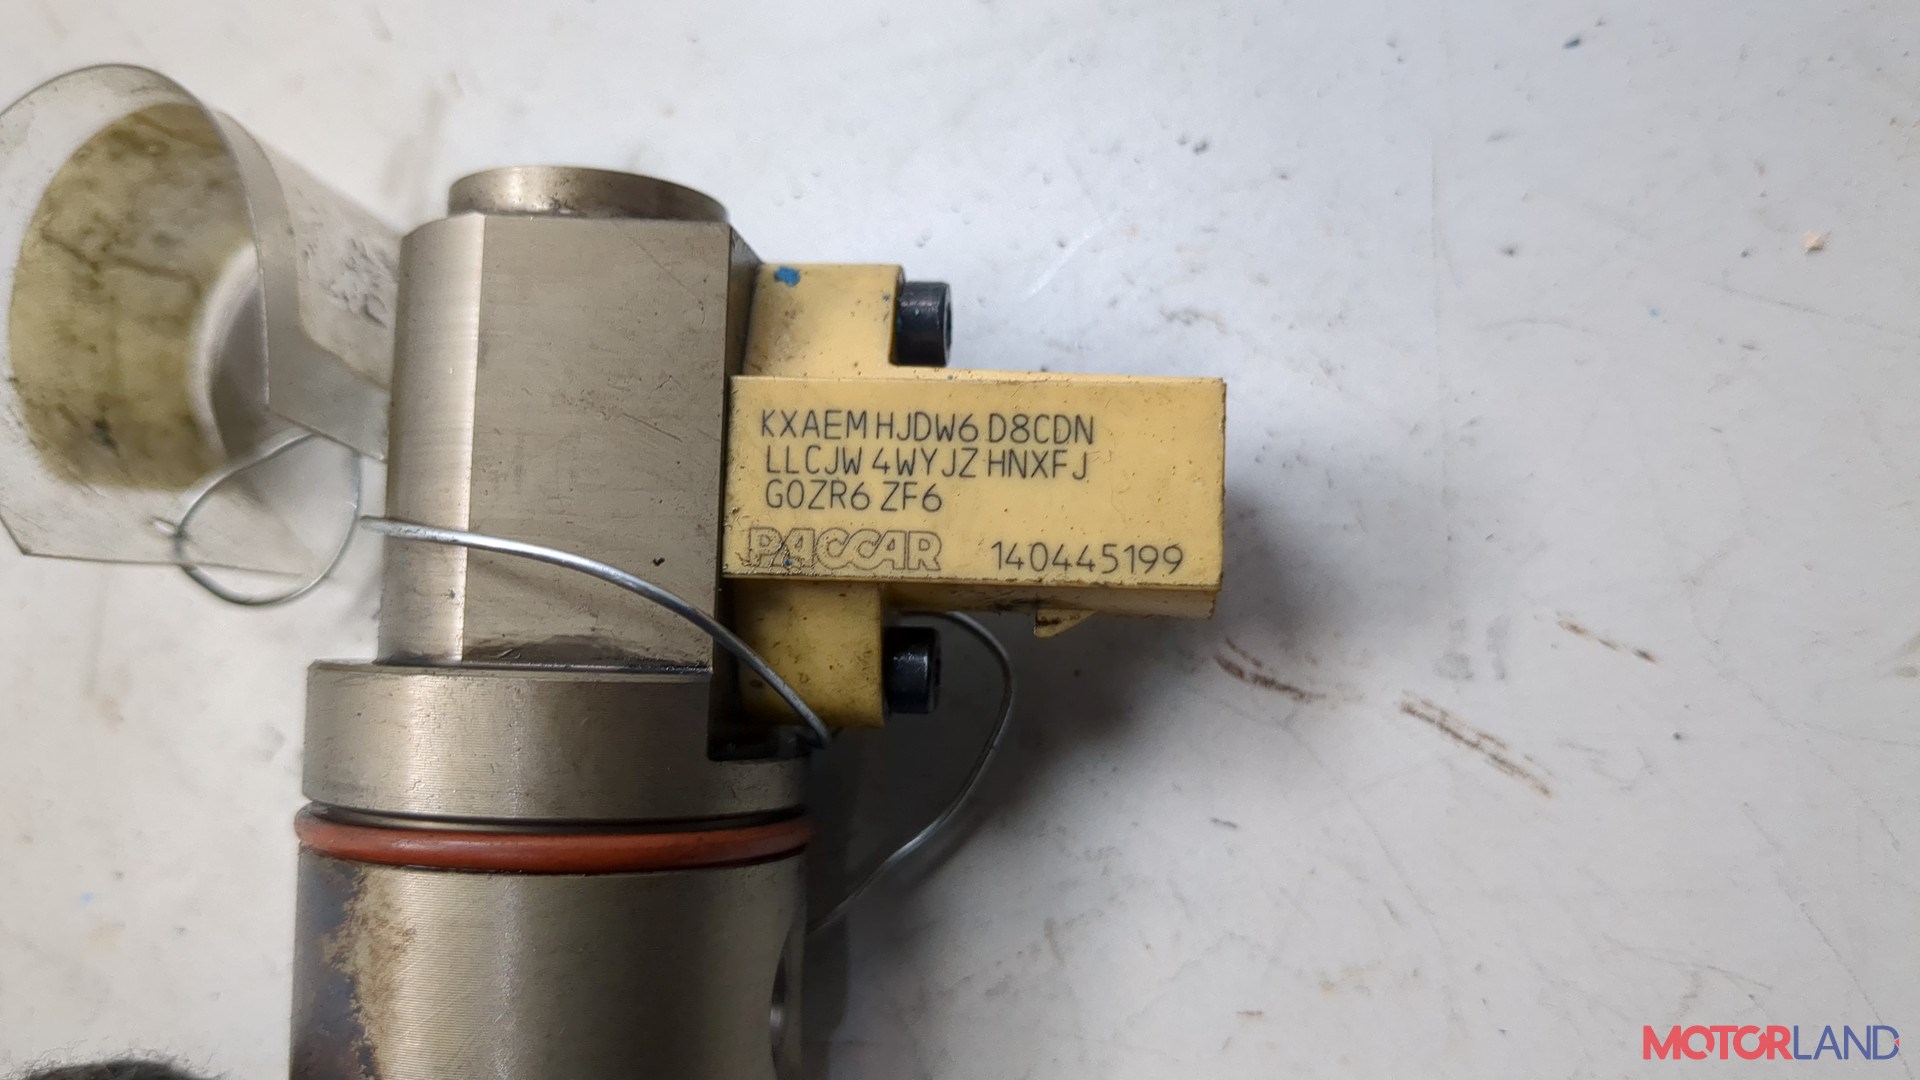 KXAEM HJDW6 D8CDN
LLCJW 4WYJZ HNXFJ
G0ZR6 ZF6
PACCAR 140445199
MOTORLAND